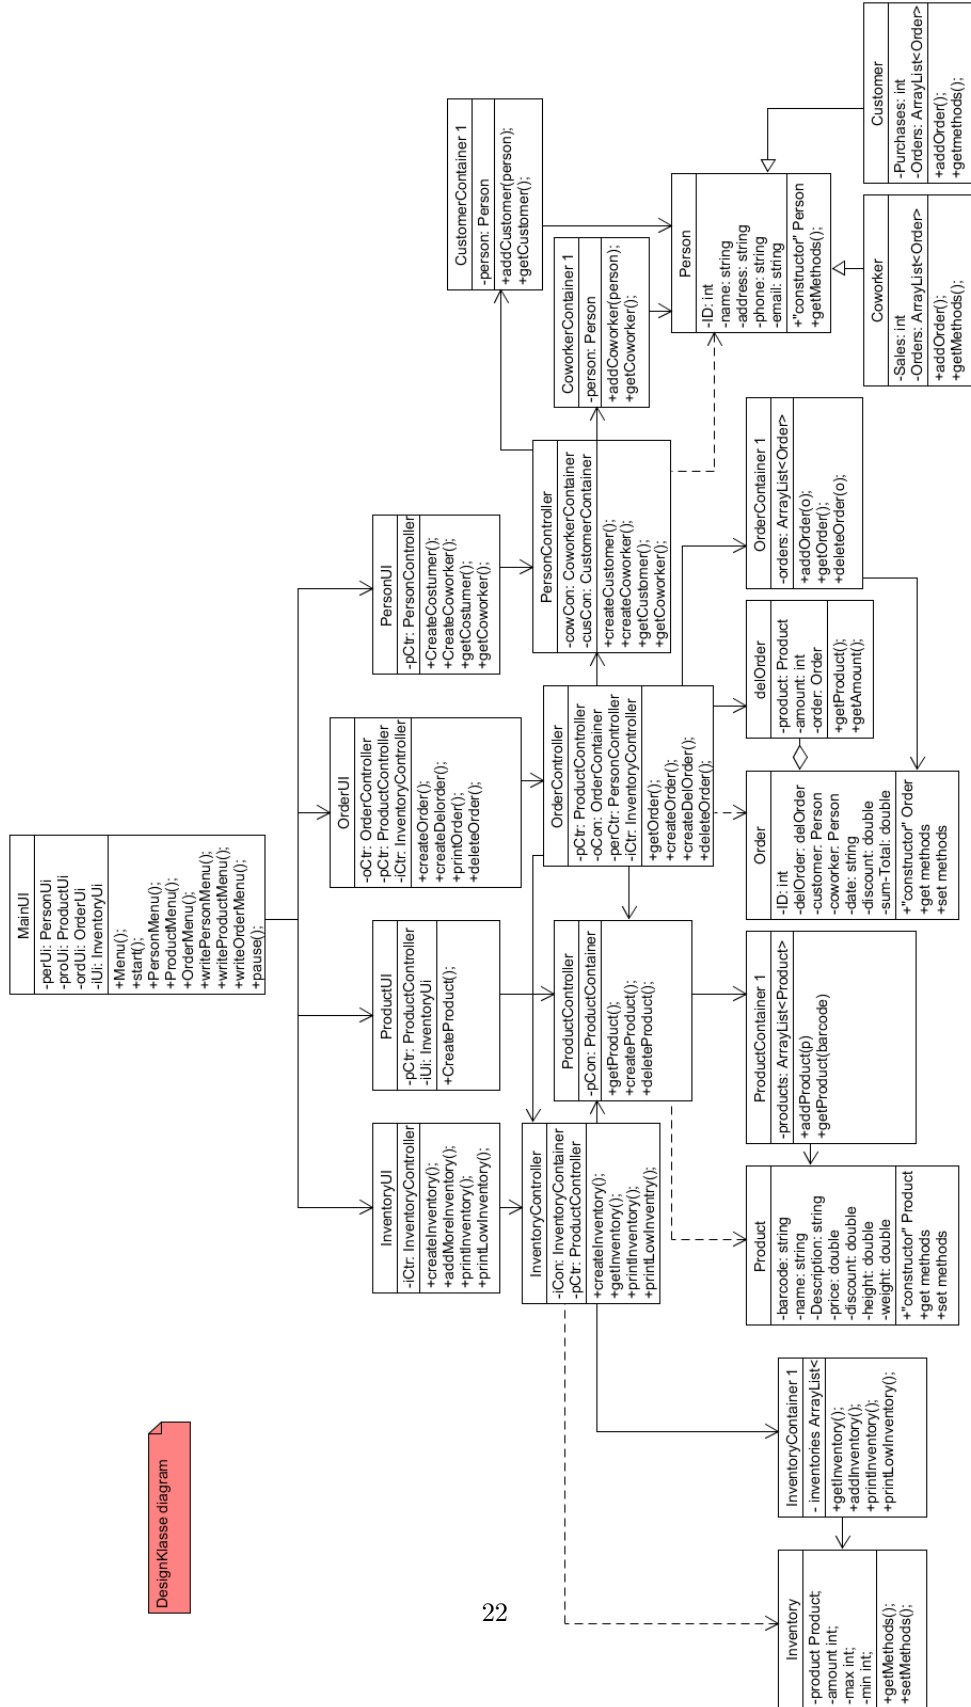 DesignKlasse diagram
MainUI
-perUi: PersonUi
-proUi: ProductUi
-ordUi: OrderUi
-iUi: InventoryUi
+Menu();
+start();
+PersonMenu();
+ProductMenu();
+OrderMenu();
+writePersonMenu();
+writeProductMenu();
+writeOrderMenu();
+pause();
InventoryUI
-iCtr: InventoryController
+createInventory();
+addMoreInventory();
+printInventory();
+printLowInventory();
ProductUI
-pCtr: ProductController
-iUi: InventoryUi
+CreateProduct();
OrderUI
-oCtr: OrderController
-pCtr: ProductController
-iCtr: InventoryController
+createOrder();
+createDelorder();
+printOrder();
+deleteOrder();
PersonUI
-pCtr: PersonController
+CreateCostumer();
+CreateCoworker();
+getCostumer();
+getCoworker();
InventoryController
-iCon: InventoryContainer
-pCtr: ProductController
+createInventory();
+getInventory();
+printInventory();
+printLowInventry();
ProductController
-pCon: ProductContainer
+getProduct();
+createProduct();
+deleteProduct();
OrderController
-pCtr: ProductController
-oCon: OrderContainer
-perCtr: PersonController
-iCtr: InventoryController
+getOrder();
+createOrder();
+createDelOrder();
+deleteOrder();
PersonController
-cowCon: CoworkerContainer
-cusCon: CustomerContainer
+createCustomer();
+createCoworker();
+getCustomer();
+getCoworker();
CoworkerContainer 1
-person: Person
+addCoworker(person);
+getCoworker();
CustomerContainer 1
-person: Person
+addCustomer(person);
+getCustomer();
Person
-ID: int
-name: string
-address: string
-phone: string
-email: string
+"constructor" Person
+getMethods();
Inventory
-product Product;
-amount int;
-max int;
-min int;
+getMethods();
+setMethods();
InventoryContainer 1
- inventories ArrayList<
+getInventory();
+addInventory();
+printInventory();
+printLowInventory();
Product
-barcode: string
-name: string
-Description: string
-price: double
-discount: double
-height: double
-weight: double
+"constructor" Product
+get methods
+set methods
ProductContainer 1
-products: ArrayList<Product>
+addProduct(p)
+getProduct(barcode)
Order
-ID: int
-delOrder: delOrder
-customer: Person
-coworker: Person
-date: string
-discount: double
-sum-Total: double
+"constructor" Order
+get methods
+set methods
delOrder
-product: Product
-amount: int
-order: Order
+getProduct();
+getAmount();
OrderContainer 1
-orders: ArrayList<Order>
+addOrder(o);
+getOrder();
+deleteOrder(o);
Coworker
-Sales: int
-Orders: ArrayList<Order>
+addOrder();
+getMethods();
Customer
-Purchases: int
-Orders: ArrayList<Order>
+addOrder();
+getmethods();
22